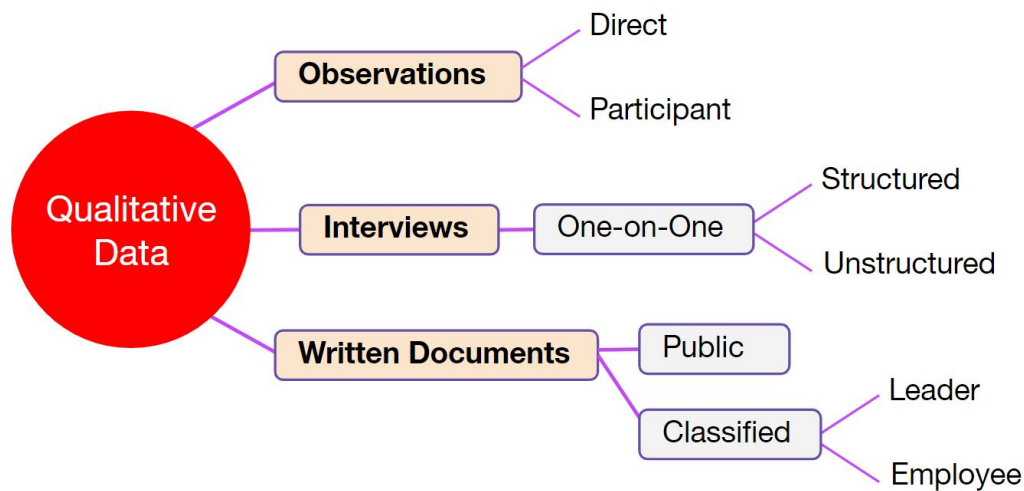 Qualitative
Data
Observations
Direct
Participant
Interviews
One-on-One
Structured
Unstructured
Written Documents
Public
Classified
Leader
Employee